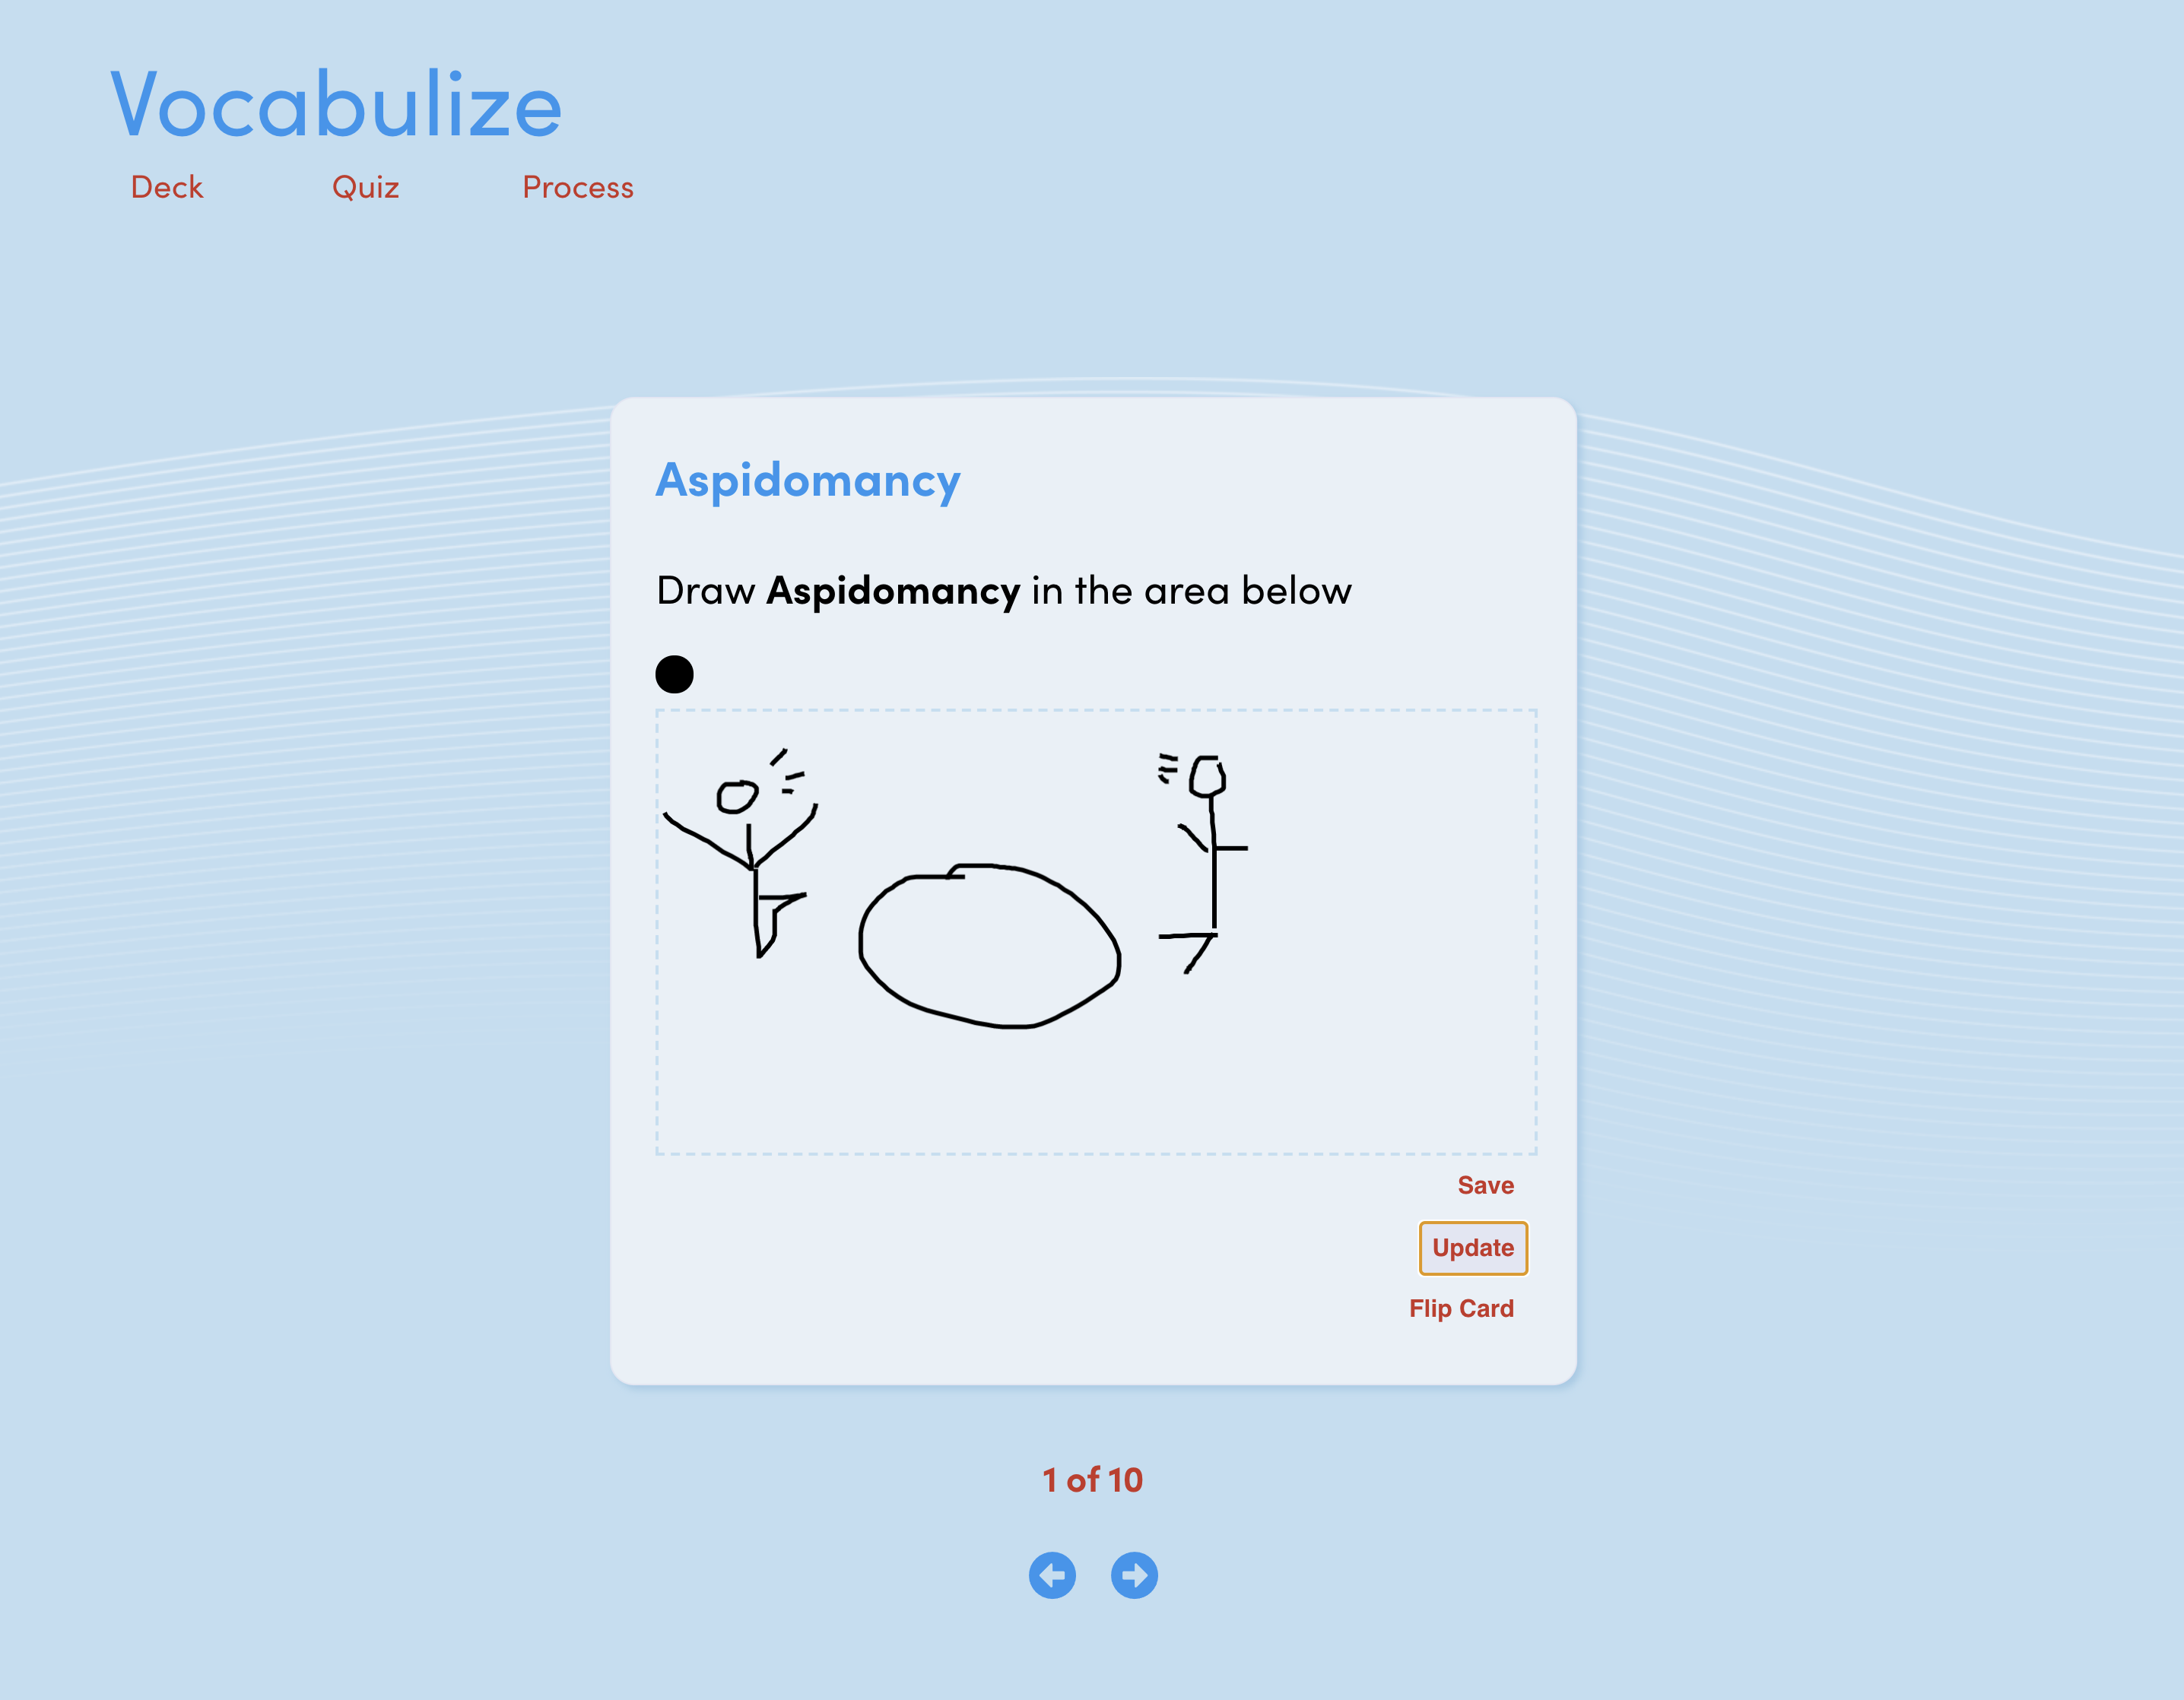 Vocabulize
Deck Quiz Process
Aspidomancy
Draw Aspidomancy in the area below
Save
Update
Flip Card
1 of 10